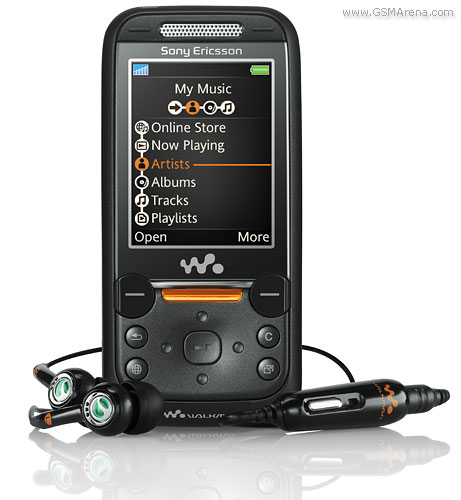 www.GSMArena.com
Sony Ericsson
My Music
Online Store
Now Playing
Artists
Albums
Tracks
Playlists
Open More
C